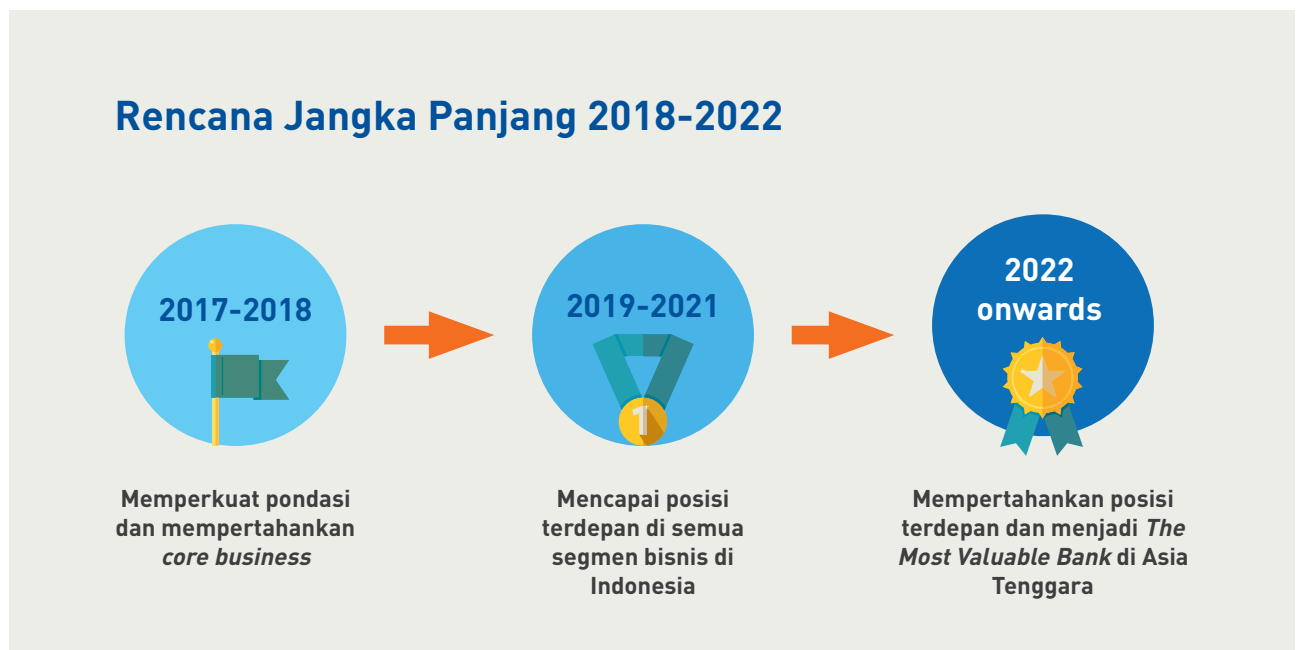 Rencana Jangka Panjang 2018-2022
2017-2018
Memperkuat pondasi
dan mempertahankan
core business
2019-2021
1
Mencapai posisi
terdepan di semua
segmen bisnis di
Indonesia
2022
onwards
Mempertahankan posisi
terdepan dan menjadi The
Most Valuable Bank di Asia
Tenggara